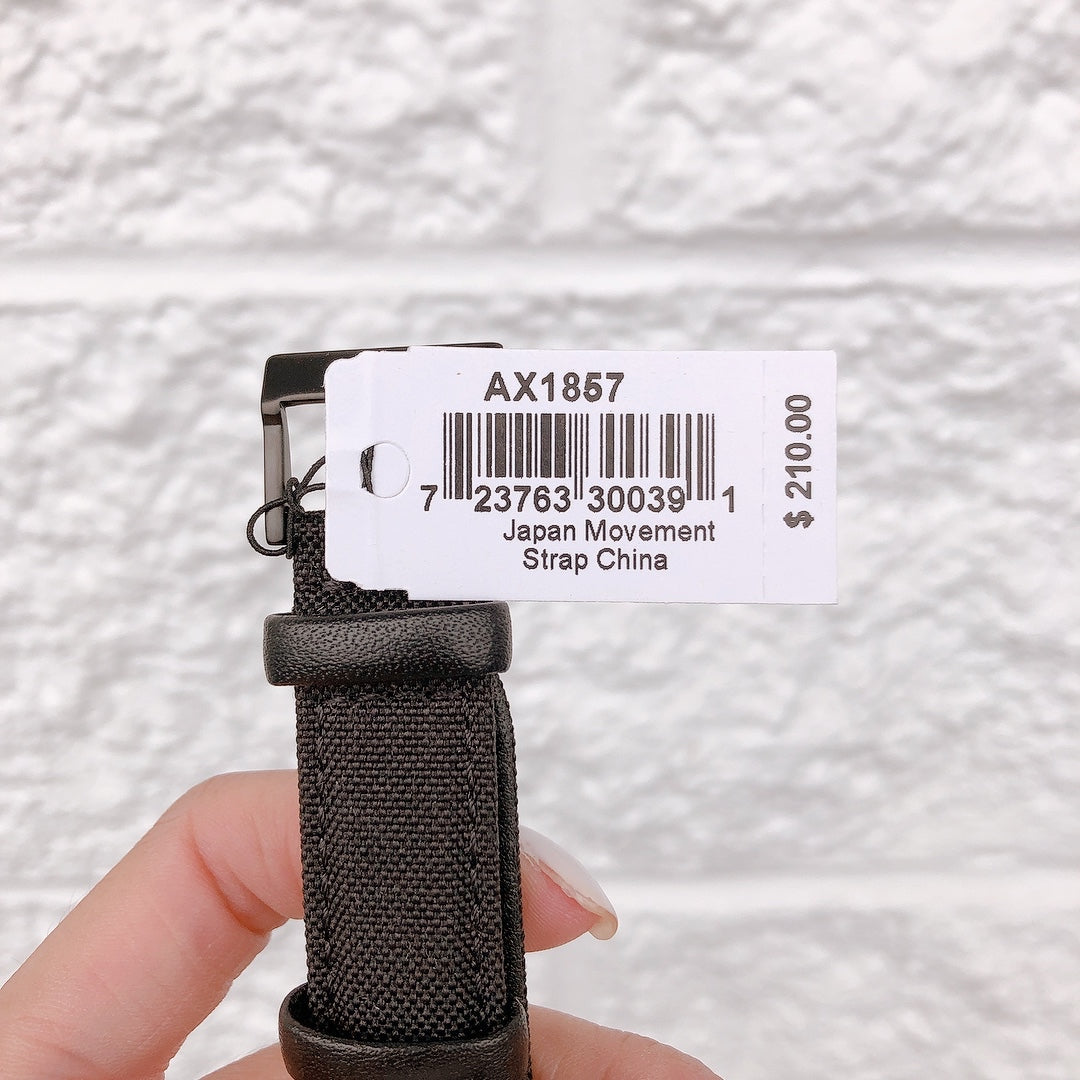 AX1857
7 23763 30039 1
Japan Movement
Strap China
$ 210.00